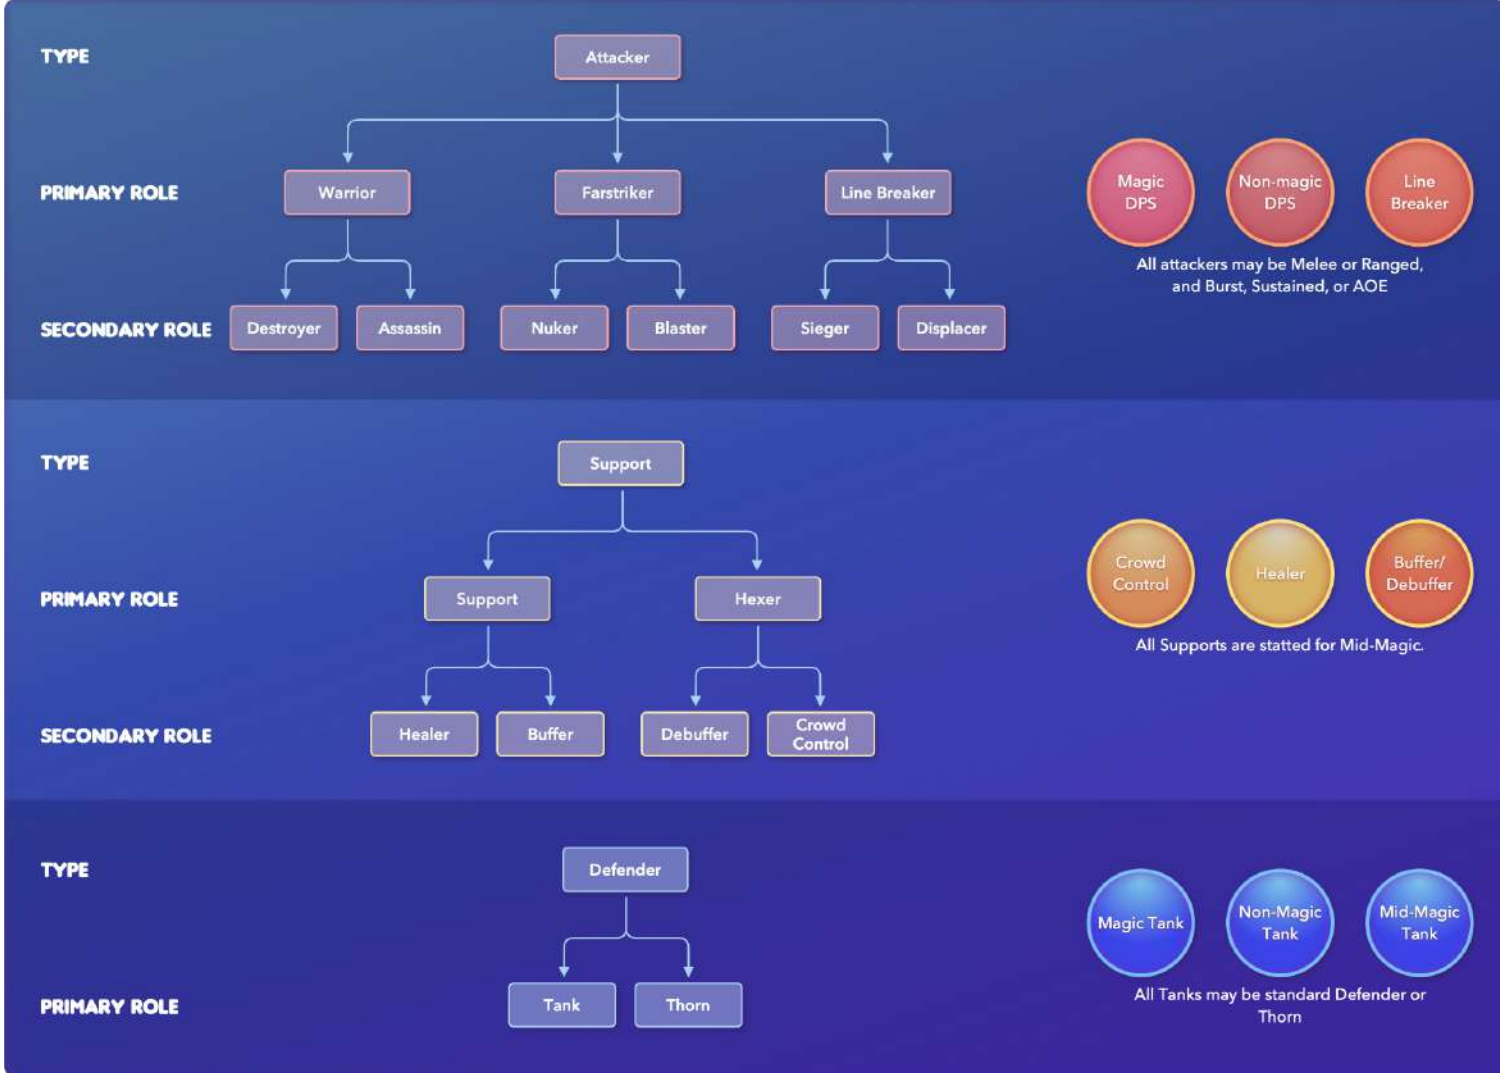 TYPE
Attacker
PRIMARY ROLE
Warrior
Farstriker
Line Breaker
SECONDARY ROLE
Destroyer
Assassin
Nuker
Blaster
Sieger
Displacer
Magic
DPS
Non-magic
DPS
Line
Breaker
All attackers may be Melee or Ranged,
and Burst, Sustained, or AOE
TYPE
Support
PRIMARY ROLE
Support
Hexer
SECONDARY ROLE
Healer
Buffer
Debuffer
Crowd
Control
Crowd
Control
Healer
Buffer/
Debuffer
All Supports are statted for Mid-Magic.
TYPE
Defender
PRIMARY ROLE
Tank
Thorn
Magic Tank
Non-Magic
Tank
Mid-Magic
Tank
All Tanks may be standard Defender or
Thorn